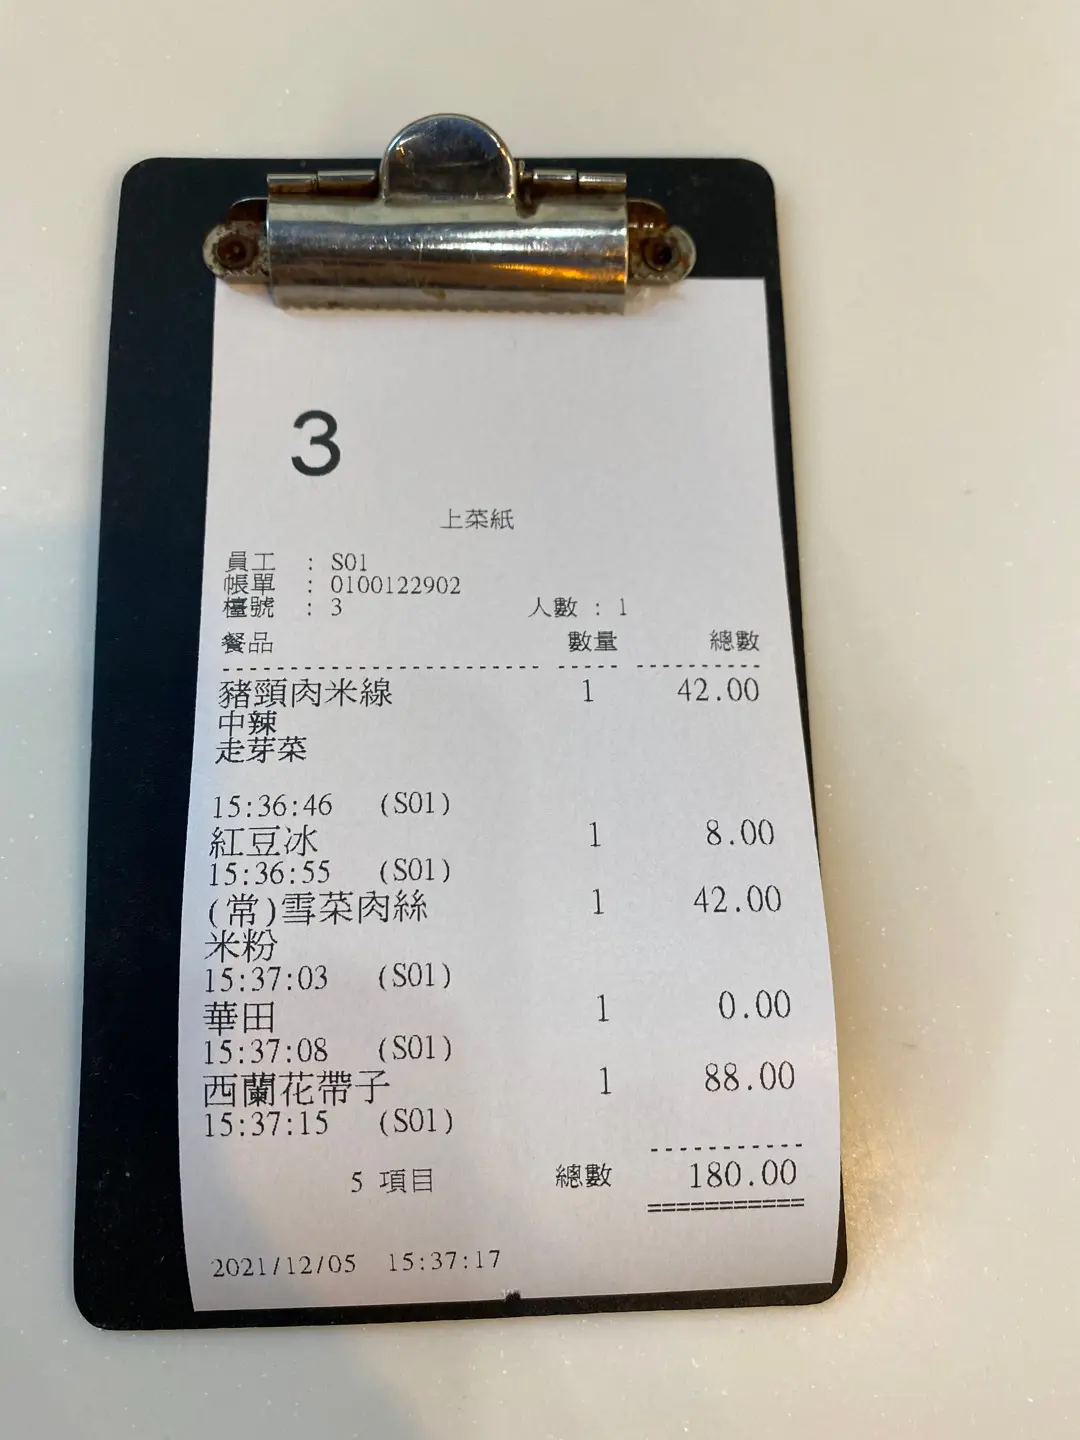 3
上菜紙
員工 : S01
帳單 : 0100122902
檯號 : 3 人數 : 1
餐品 數量 總數
豬頸肉米線 1 42.00
中辣
走芽菜
15:36:46 (S01)
紅豆冰 1 8.00
15:36:55 (S01)
(常)雪菜肉絲 1 42.00
米粉
15:37:03 (S01)
華田 1 0.00
15:37:08 (S01)
西蘭花帶子 1 88.00
15:37:15 (S01)
5 項目 總數 180.00
2021/12/05 15:37:17